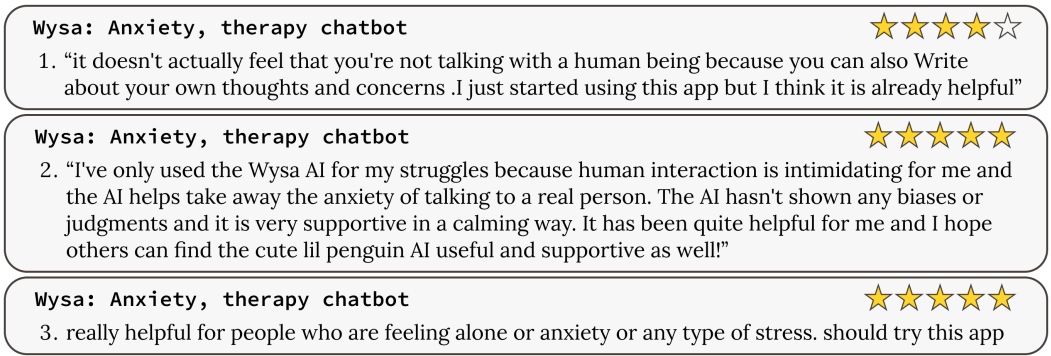 Wysa: Anxiety, therapy chatbot
1. “it doesn't actually feel that you're not talking with a human being because you can also Write
about your own thoughts and concerns .I just started using this app but I think it is already helpful”
Wysa: Anxiety, therapy chatbot
2. “I've only used the Wysa AI for my struggles because human interaction is intimidating for me and
the AI helps take away the anxiety of talking to a real person. The AI hasn't shown any biases or
judgments and it is very supportive in a calming way. It has been quite helpful for me and I hope
others can find the cute lil penguin AI useful and supportive as well!”
Wysa: Anxiety, therapy chatbot
3. really helpful for people who are feeling alone or anxiety or any type of stress. should try this app